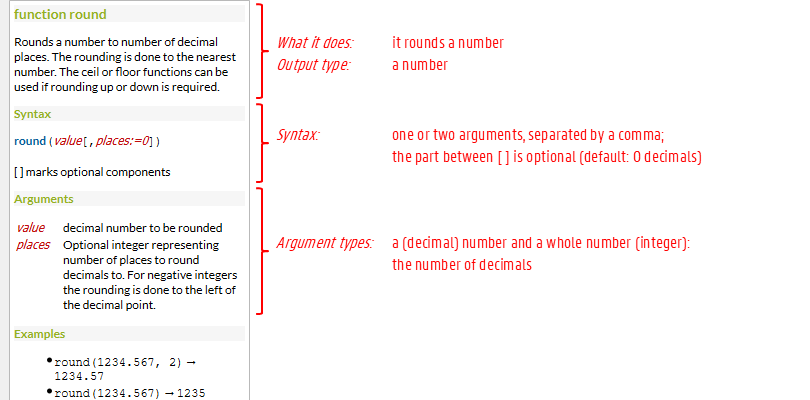 function round
Rounds a number to number of decimal
places. The rounding is done to the nearest
number. The ceil or floor functions can be
used if rounding up or down is required.
What it does: it rounds a number
Output type: a number
Syntax
round (value[,places:=0])
[ ] marks optional components
Syntax: one or two arguments, separated by a comma;
the part between [ ] is optional (default: 0 decimals)
Arguments
value decimal number to be rounded
places Optional integer representing
number of places to round
decimals to. For negative integers
the rounding is done to the left of
the decimal point.
Argument types: a (decimal) number and a whole number (integer):
the number of decimals
Examples
• round(1234.567, 2) →
1234.57
• round(1234.567) → 1235